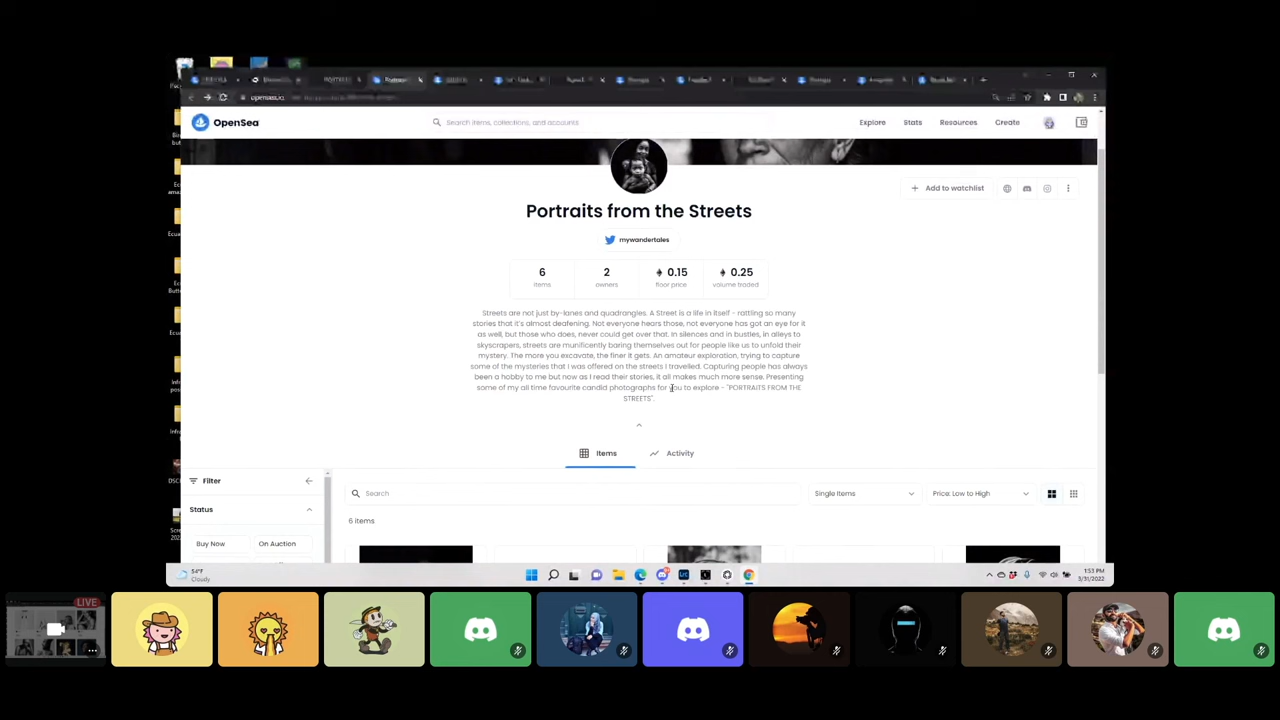 OpenSea
Search items, collections, and accounts
Explore
Stats
Resources
Create
Add to watchlist
Portraits from the Streets
mywandertales
6
items
2
owners
0.15
floor price
0.25
volume traded
Streets are not just by-lanes and quadrangles. A Street is a life in itself - rattling so many
stories that it's almost deafening. Not everyone hears those, not everyone has got an eye for it
as well, but those who does, never could get over that. In silences and in bustles, in alleys to
skyscrapers, streets are munificently baring themselves out for people like us to unfold their
mystery. The more you excavate, the finer it gets. An amateur exploration, trying to capture
some of the mysteries that I was offered on the streets I travelled. Capturing people has always
been a hobby to me but now as I read their stories, it all makes much more sense. Presenting
some of my all time favourite candid photographs for you to explore - "PORTRAITS FROM THE
STREETS".
Items
Activity
Filter
Search
Single Items
Price: Low to High
Status
6 items
Buy Now
On Auction
54°F
Cloudy
1:53 PM
3/31/2022
LIVE